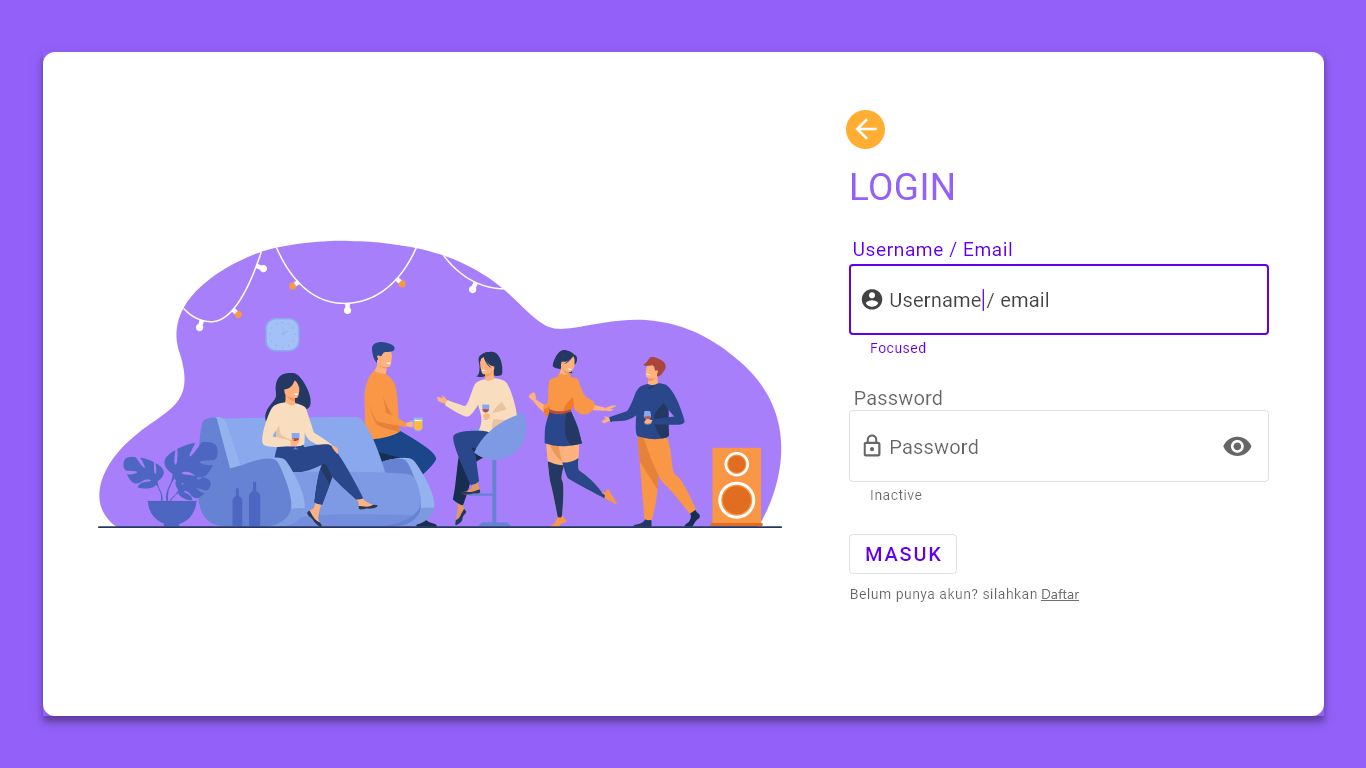 LOGIN
Username / Email
Username / email
Focused
Password
Password
Inactive
MASUK
Belum punya akun? silahkan Daftar